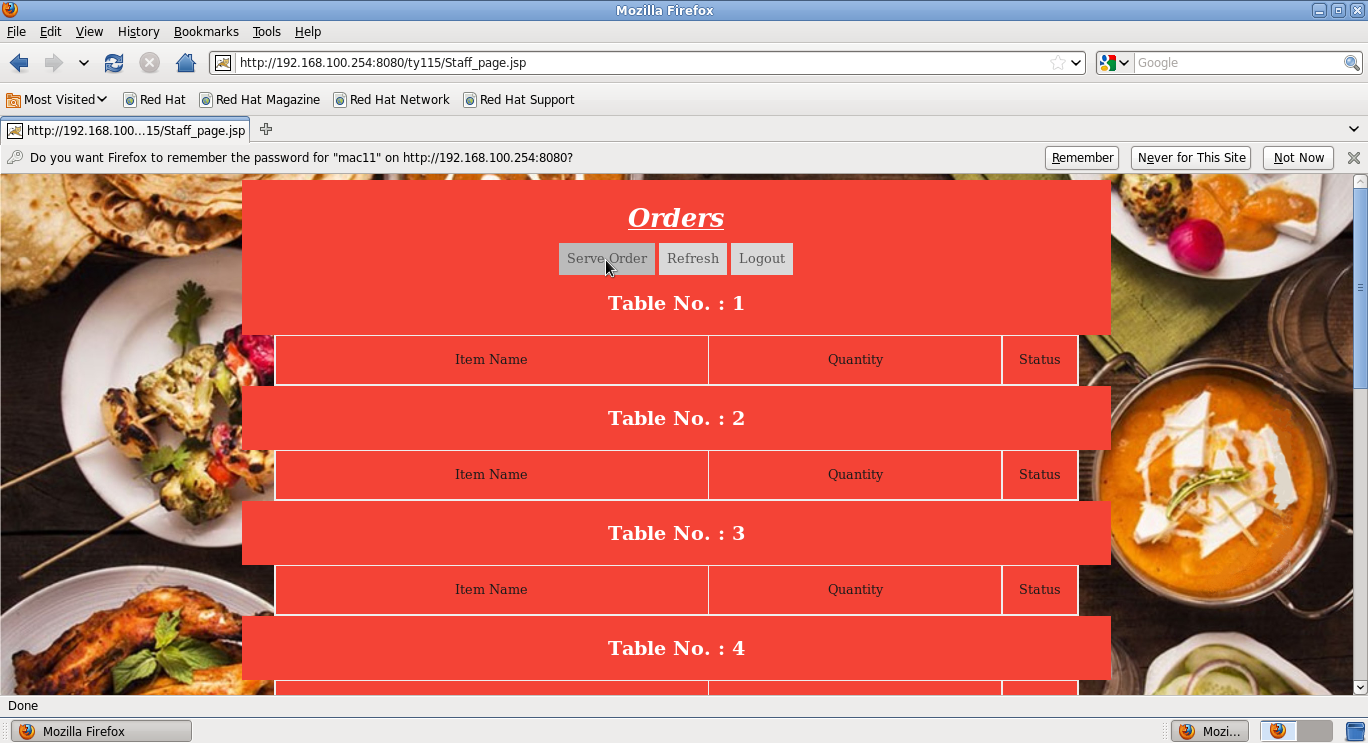 Mozilla Firefox
File Edit View History Bookmarks Tools Help
http://192.168.100.254:8080/ty115/Staff_page.jsp
Google
Most Visited Red Hat Red Hat Magazine Red Hat Network Red Hat Support
http://192.168.100...15/Staff_page.jsp
Do you want Firefox to remember the password for "mac11" on http://192.168.100.254:8080? Remember Never for This Site Not Now
Orders
Serve Order Refresh Logout
Table No. : 1
Item Name Quantity Status
Table No. : 2
Item Name Quantity Status
Table No. : 3
Item Name Quantity Status
Table No. : 4
Done
Mozilla Firefox Mozi...